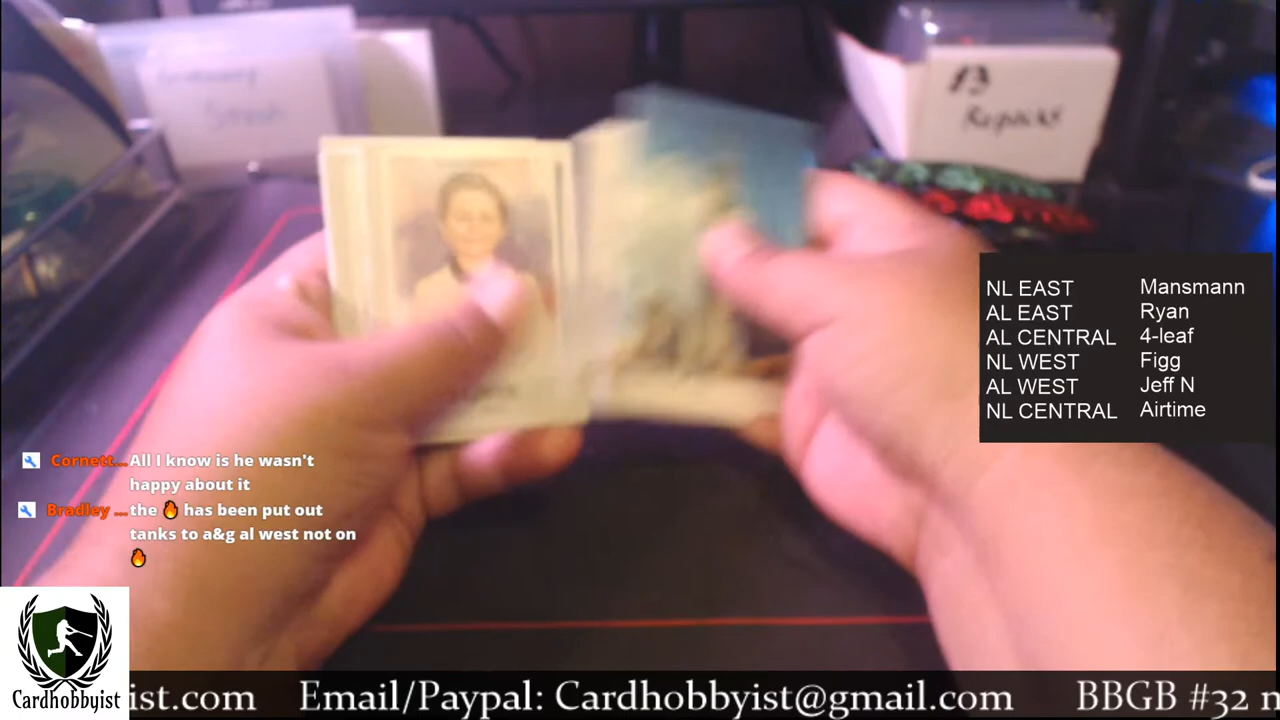 B
Repacks
NL EAST Mansmann
AL EAST Ryan
AL CENTRAL 4-leaf
NL WEST Figg
AL WEST Jeff N
NL CENTRAL Airtime
Cornett... All I know is he wasn't
happy about it
Bradley ... the 🔥 has been put out
tanks to a&g al west not on
🔥
Cardhobbyist
ist.com Email/Paypal: Cardhobbyist@gmail.com BBGB #32 n